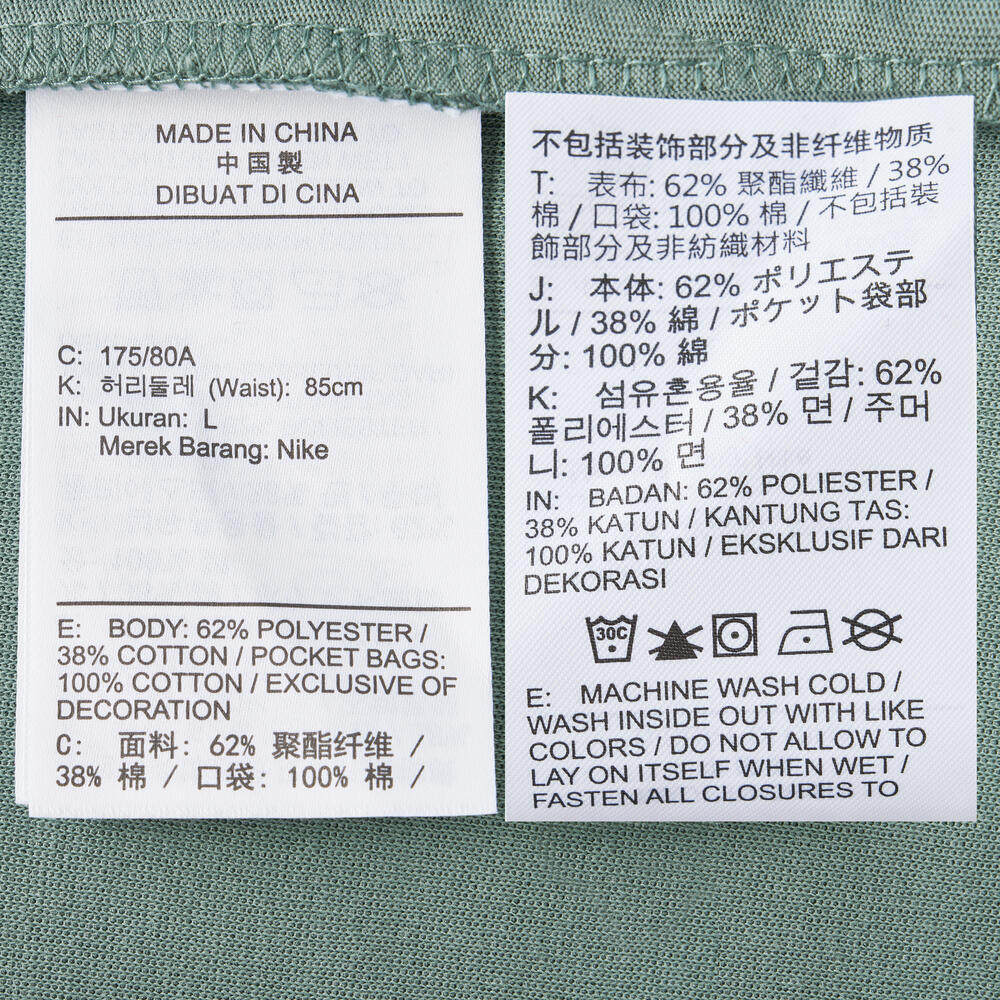 MADE IN CHINA
中国製
DIBUAT DI CINA
C: 175/80A
K: 허리둘레 (Waist): 85cm
IN: Ukuran: L
Merek Barang: Nike
E: BODY: 62% POLYESTER /
38% COTTON / POCKET BAGS:
100% COTTON / EXCLUSIVE OF
DECORATION
C: 面料: 62% 聚酯纤维 /
38% 棉 / 口袋: 100% 棉 /
不包括装饰部分及非纤维物质
T: 表布: 62% 聚酯纖維 / 38%
棉 / 口袋: 100% 棉 / 不包括裝
飾部分及非紡織材料
J: 本体: 62% ポリエステ
ル / 38% 綿 / ポケット袋部
分: 100% 綿
K: 섬유혼용율 / 겉감: 62%
폴리에스터 / 38% 면 / 주머
니: 100% 면
IN: BADAN: 62% POLIESTER /
38% KATUN / KANTUNG TAS:
100% KATUN / EKSKLUSIF DARI
DEKORASI
30C
E: MACHINE WASH COLD /
WASH INSIDE OUT WITH LIKE
COLORS / DO NOT ALLOW TO
LAY ON ITSELF WHEN WET /
FASTEN ALL CLOSURES TO